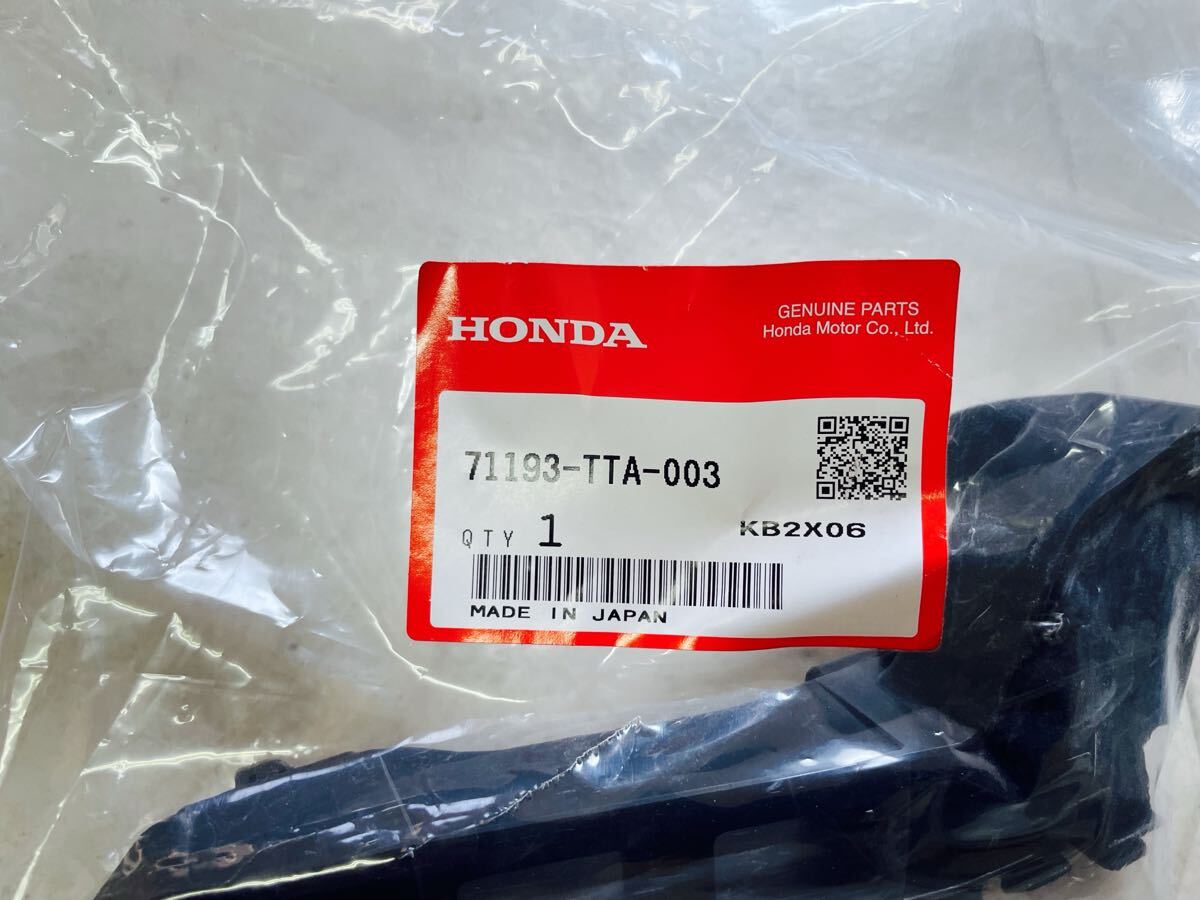 HONDA
GENUINE PARTS
Honda Motor Co., Ltd.
71193-TTA-003
QTY 1
KB2X06
MADE IN JAPAN